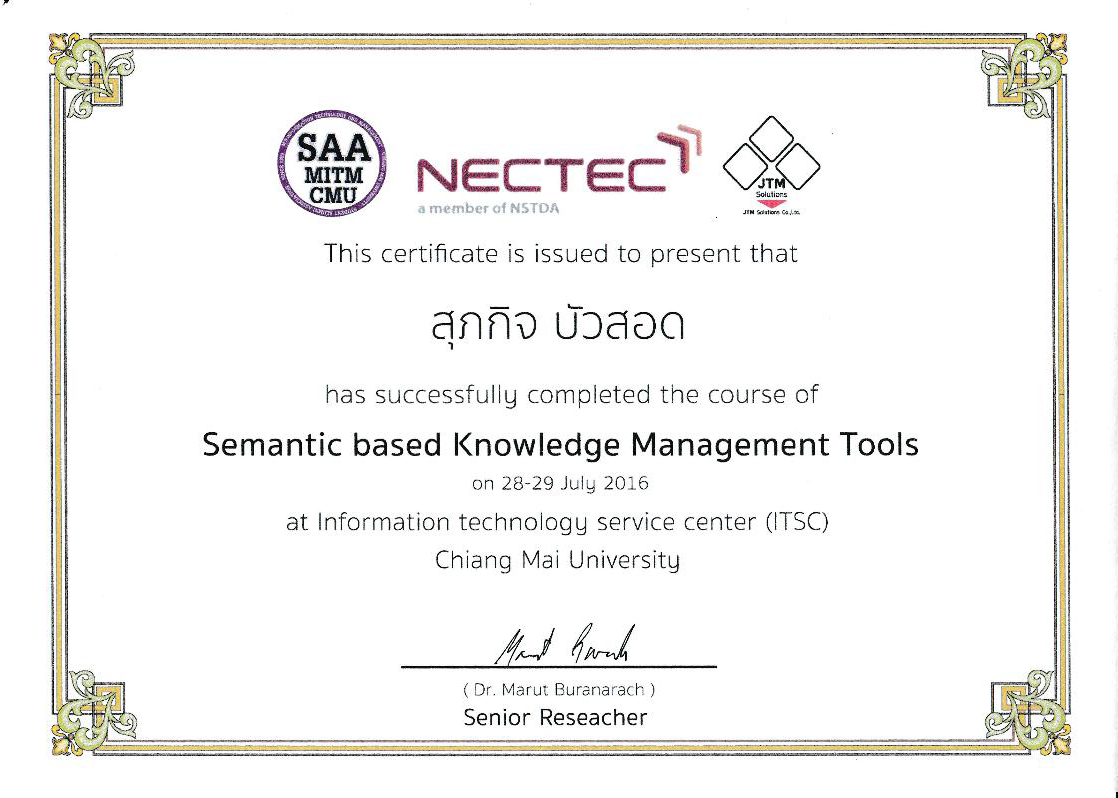 SAA
MITM
CMU
NECTEC
a member of NSTDA
JTM
Solutions
JTM Solutions Co.,Ltd.
This certificate is issued to present that
สุภกิจ บัวสอด
has successfully completed the course of
Semantic based Knowledge Management Tools
on 28-29 July 2016
at Information technology service center (ITSC)
Chiang Mai University
( Dr. Marut Buranarach )
Senior Reseacher